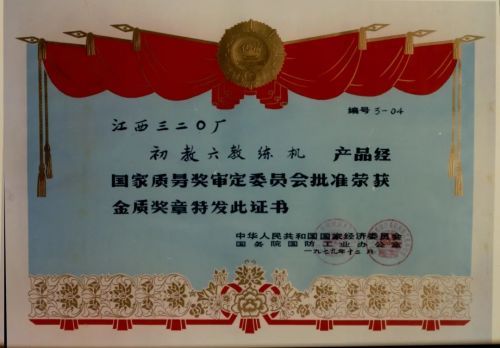 编号 3-04
江西三二〇厂
初教六教练机 产品经
国家质量奖审定委员会批准荣获
金质奖章特发此证书
中华人民共和国国家经济委员会
国务院国防工业办公室
一九七九年十二月